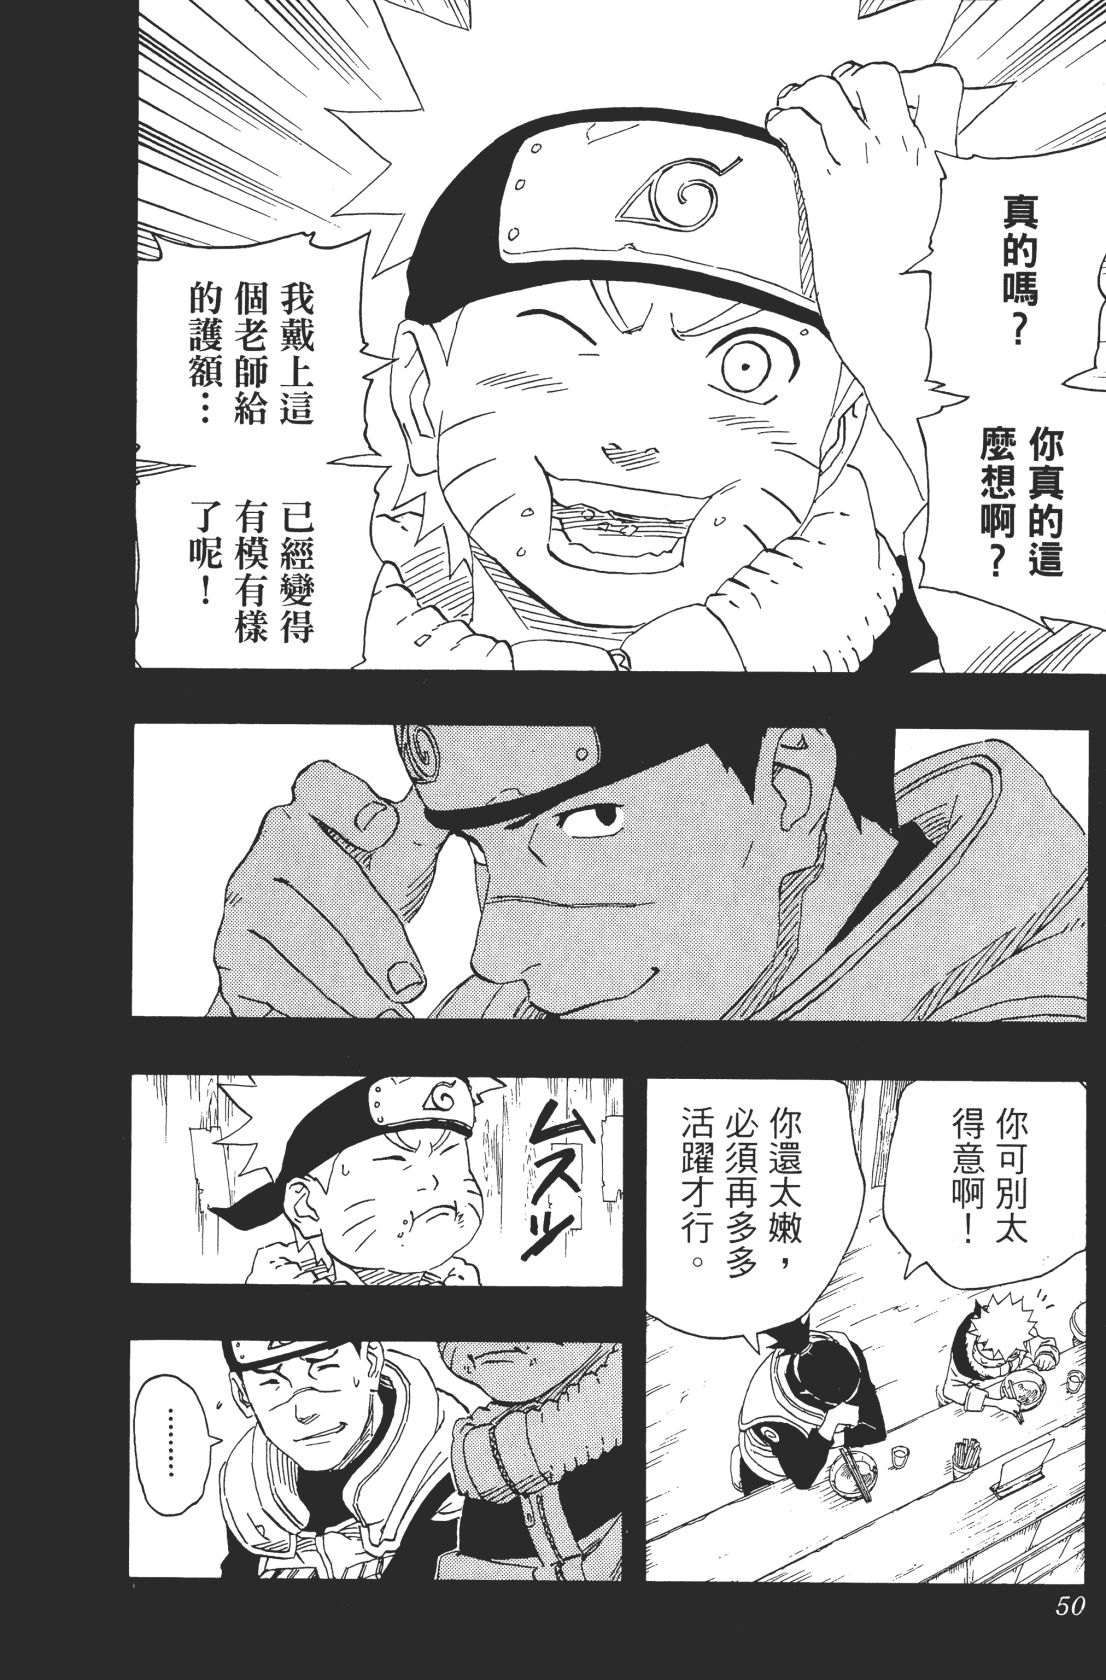 真的嗎？
你真的這
麼想啊？
我戴上這
個老師給
的護額…
已經變得
有模有樣
了呢！
你可別太
得意啊！
你還太嫩，
必須再多多
活躍才行。
ムスッ
………
50